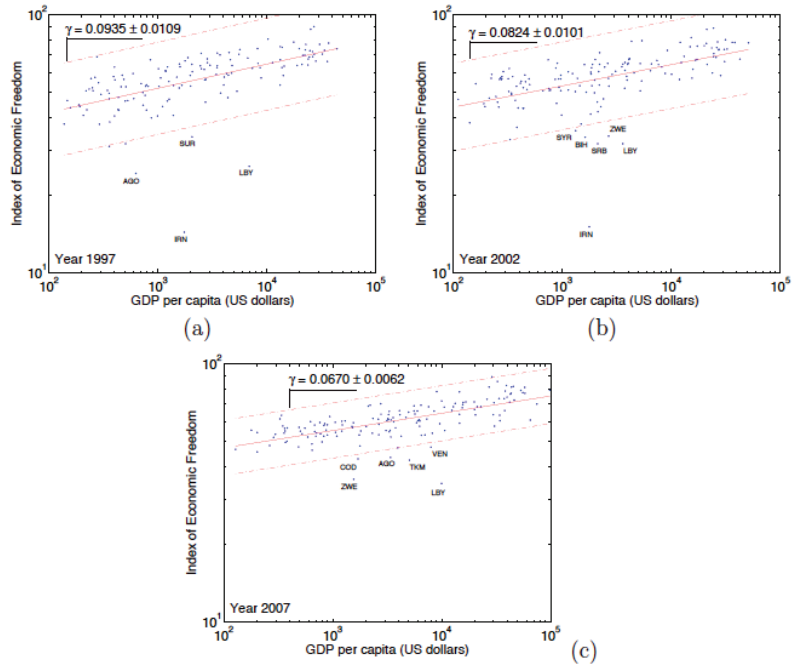 γ = 0.0935 ± 0.0109
10²
Index of Economic Freedom
SUR
AGO
LBY
IRN
Year 1997
10¹
10² 10³ 10⁴ 10⁵
GDP per capita (US dollars)
(a)
γ = 0.0824 ± 0.0101
10²
Index of Economic Freedom
ZWE
SYR
BIH
SRB
LBY
IRN
Year 2002
10¹
10² 10³ 10⁴ 10⁵
GDP per capita (US dollars)
(b)
γ = 0.0670 ± 0.0062
10²
Index of Economic Freedom
VEN
COD
AGO
TKM
ZWE
LBY
Year 2007
10¹
10² 10³ 10⁴ 10⁵
GDP per capita (US dollars)
(c)